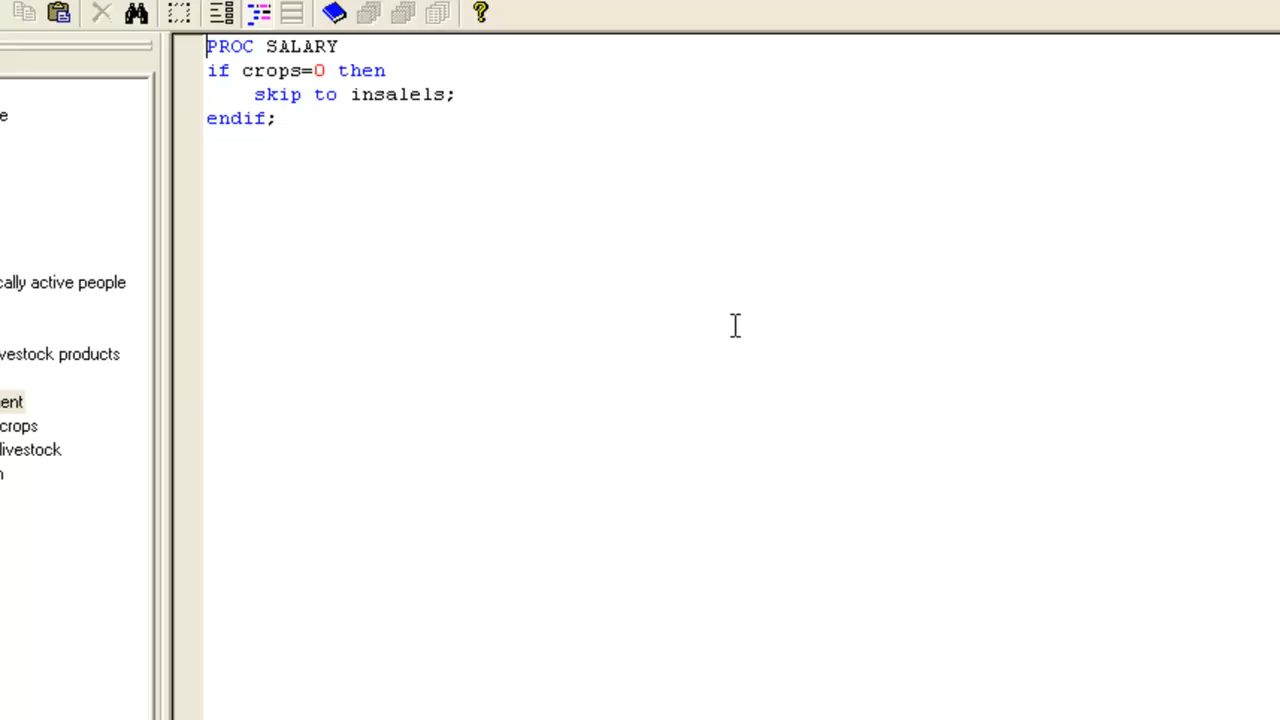 PROC SALARY
if crops=0 then
skip to insalels;
endif;
e
cally active people
vestock products
ent
crops
livestock
n